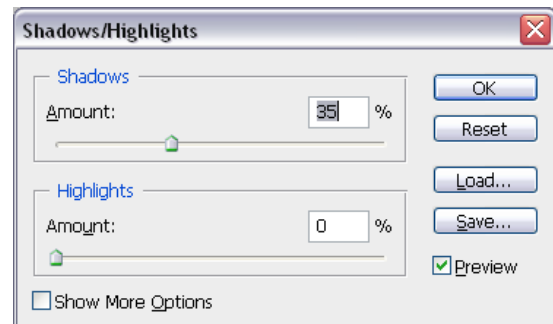 Shadows/Highlights
Shadows
Amount: 35 %
Highlights
Amount: 0 %
Show More Options
OK
Reset
Load...
Save...
Preview